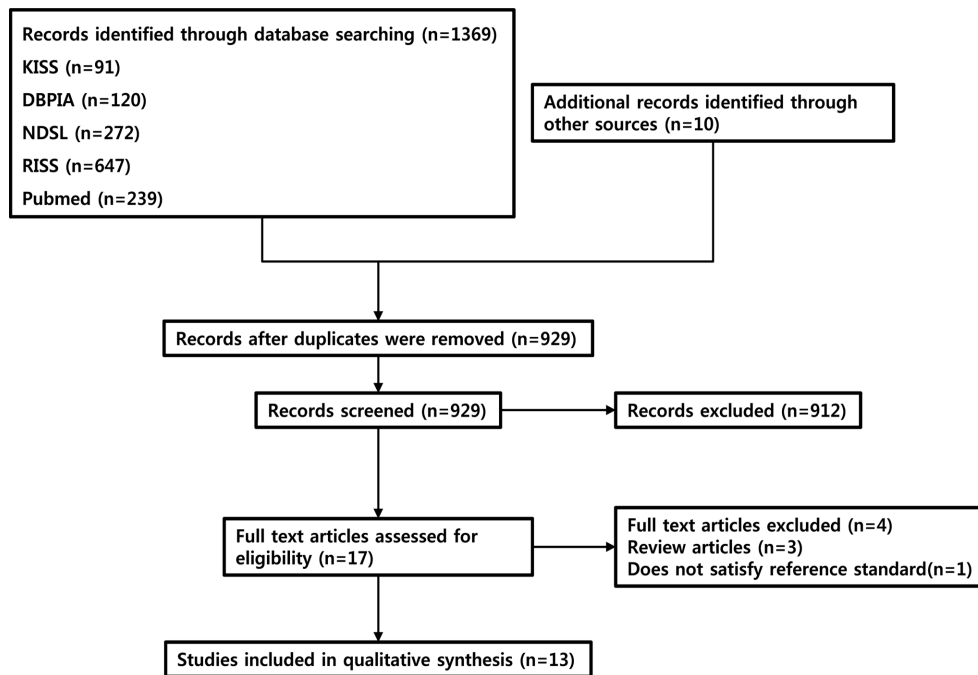 Records identified through database searching (n=1369)
KISS (n=91)
DBPIA (n=120)
NDSL (n=272)
RISS (n=647)
Pubmed (n=239)
Additional records identified through
other sources (n=10)
Records after duplicates were removed (n=929)
Records screened (n=929)
Records excluded (n=912)
Full text articles assessed for
eligibility (n=17)
Full text articles excluded (n=4)
Review articles (n=3)
Does not satisfy reference standard(n=1)
Studies included in qualitative synthesis (n=13)